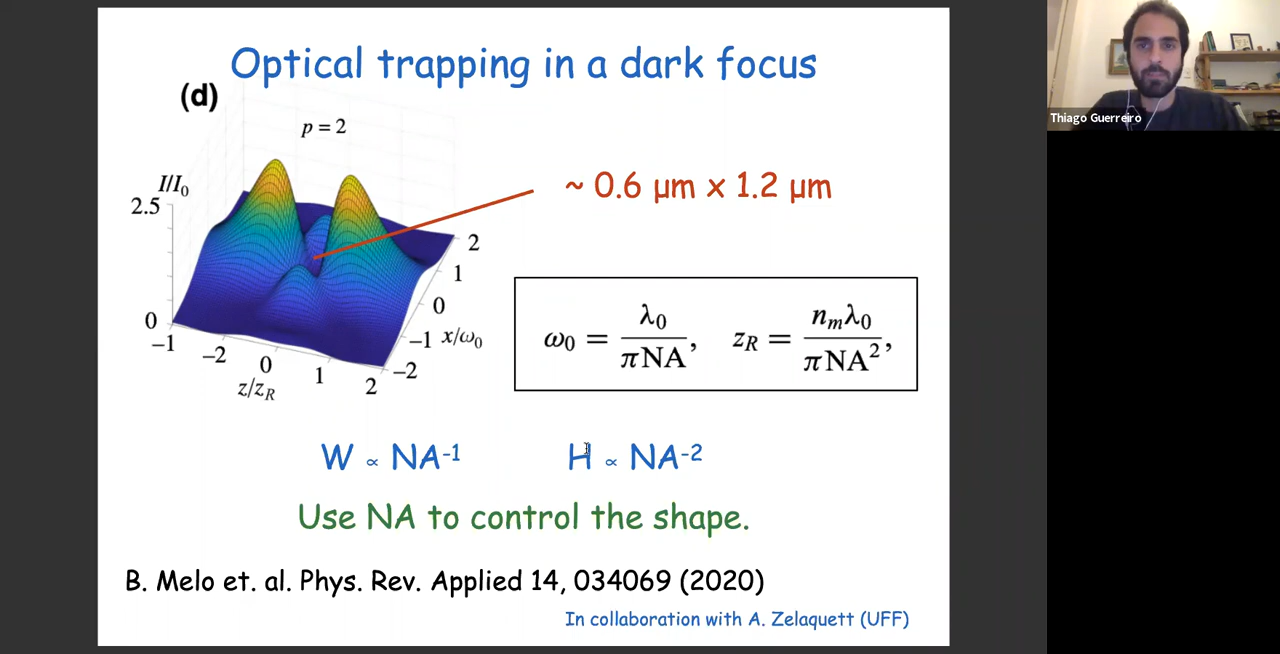 Optical trapping in a dark focus
(d)
p = 2
I/I₀
2.5
0
−1
−2
0
1
2
z/z_R
2
1
0
−1
−2
x/ω₀
~ 0.6 μm x 1.2 μm
ω₀ = λ₀ / πNA, z_R = n_mλ₀ / πNA²,
W ∝ NA⁻¹ H ∝ NA⁻²
Use NA to control the shape.
B. Melo et. al. Phys. Rev. Applied 14, 034069 (2020)
In collaboration with A. Zelaquett (UFF)
Thiago Guerreiro